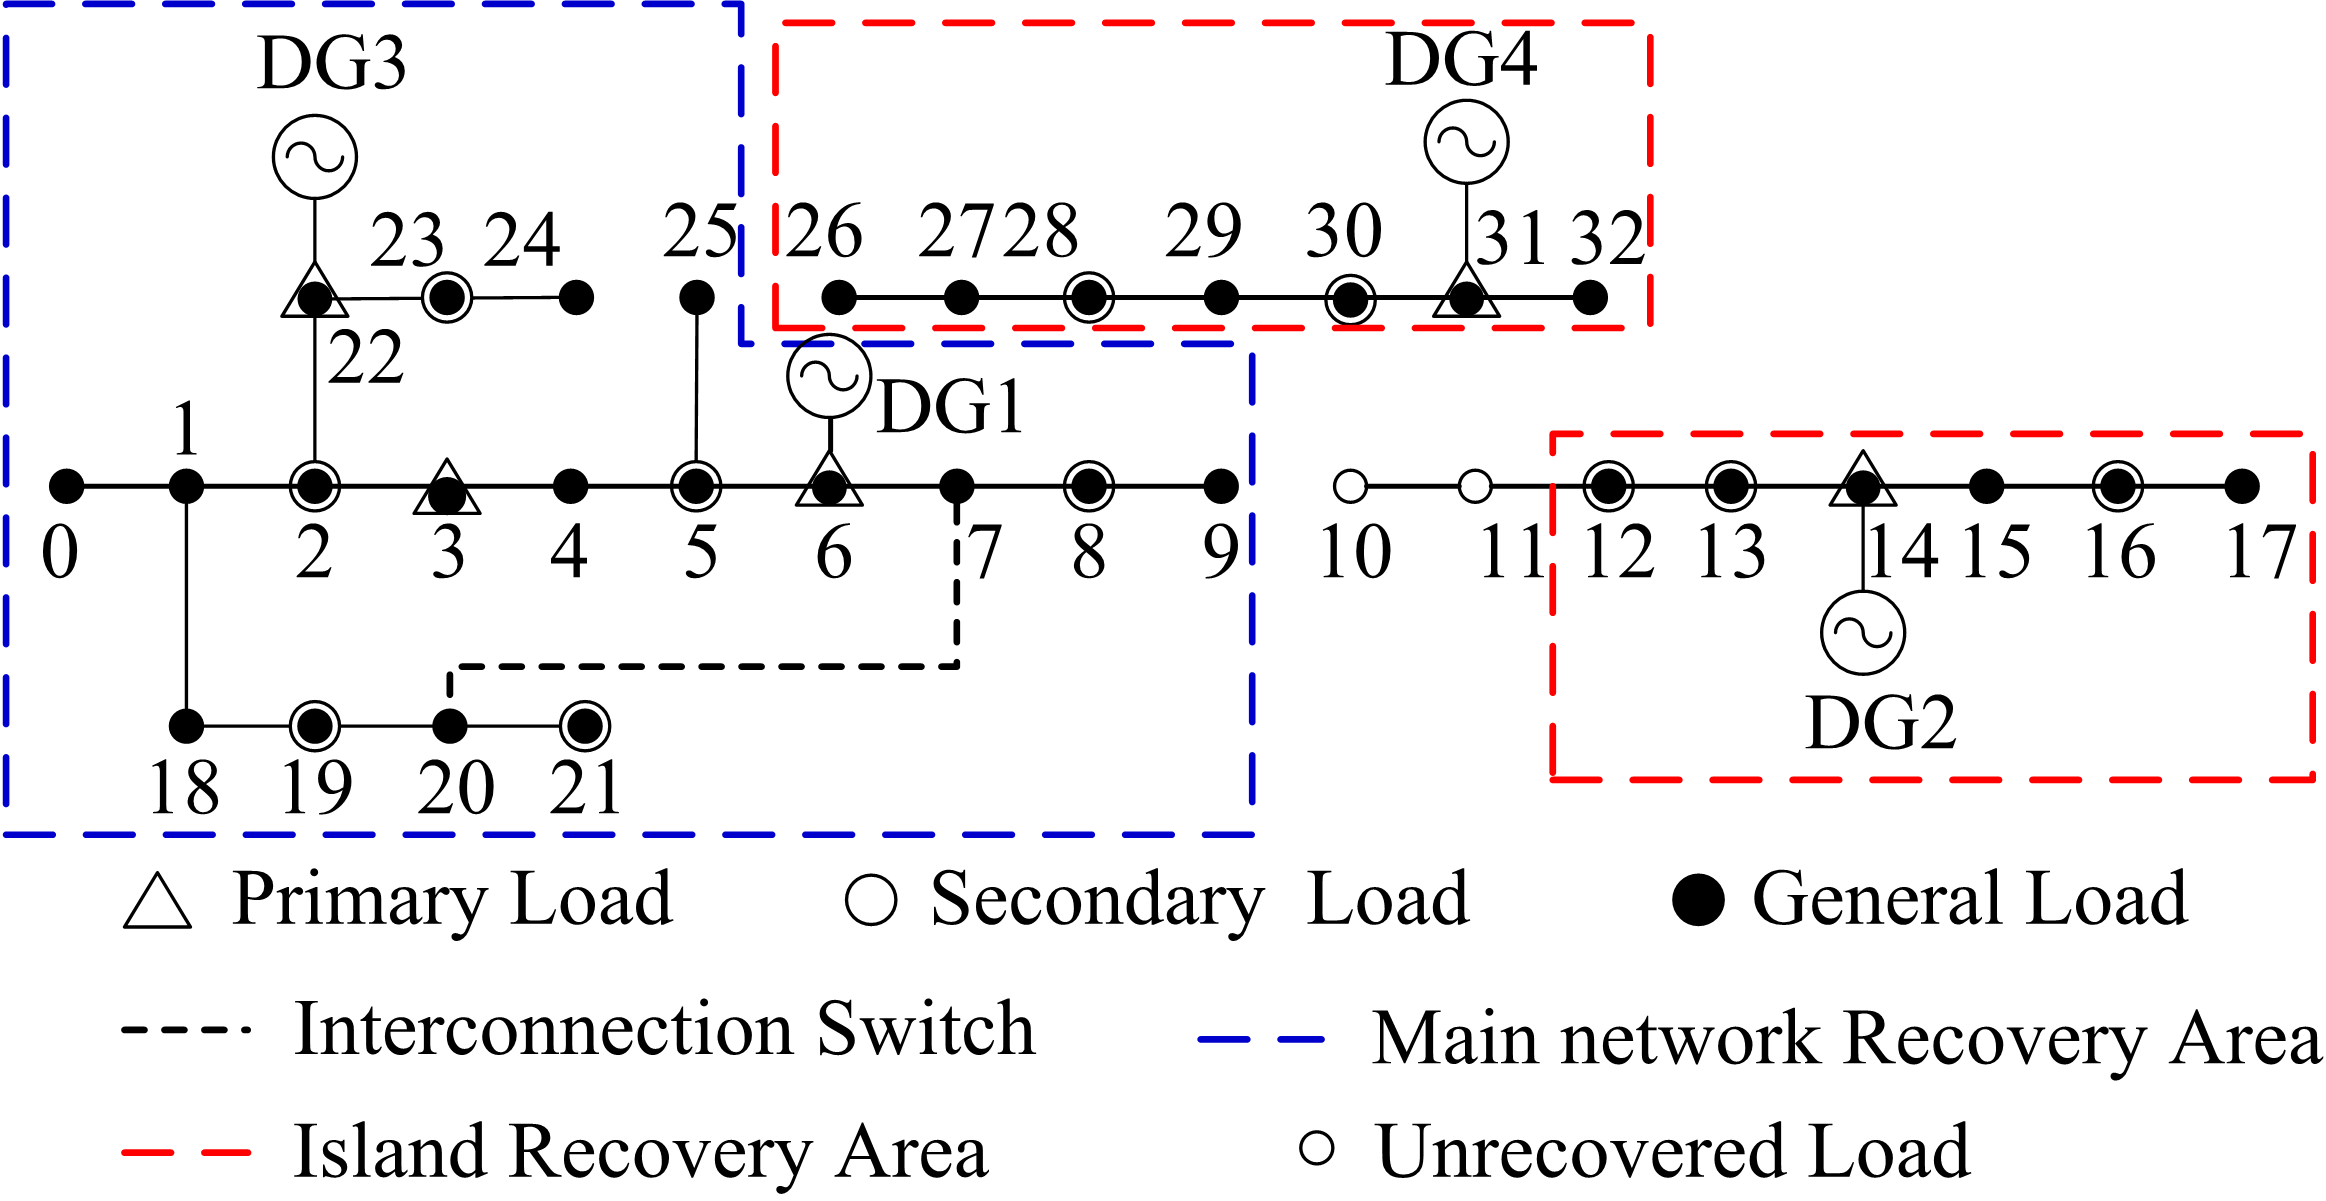 DG3
DG4
23 24 25 26 27 28 29 30 31 32
22
DG1
1
0 2 3 4 5 6 7 8 9 10 11 12 13 14 15 16 17
DG2
18 19 20 21
Primary Load Secondary Load General Load
Interconnection Switch Main network Recovery Area
Island Recovery Area Unrecovered Load